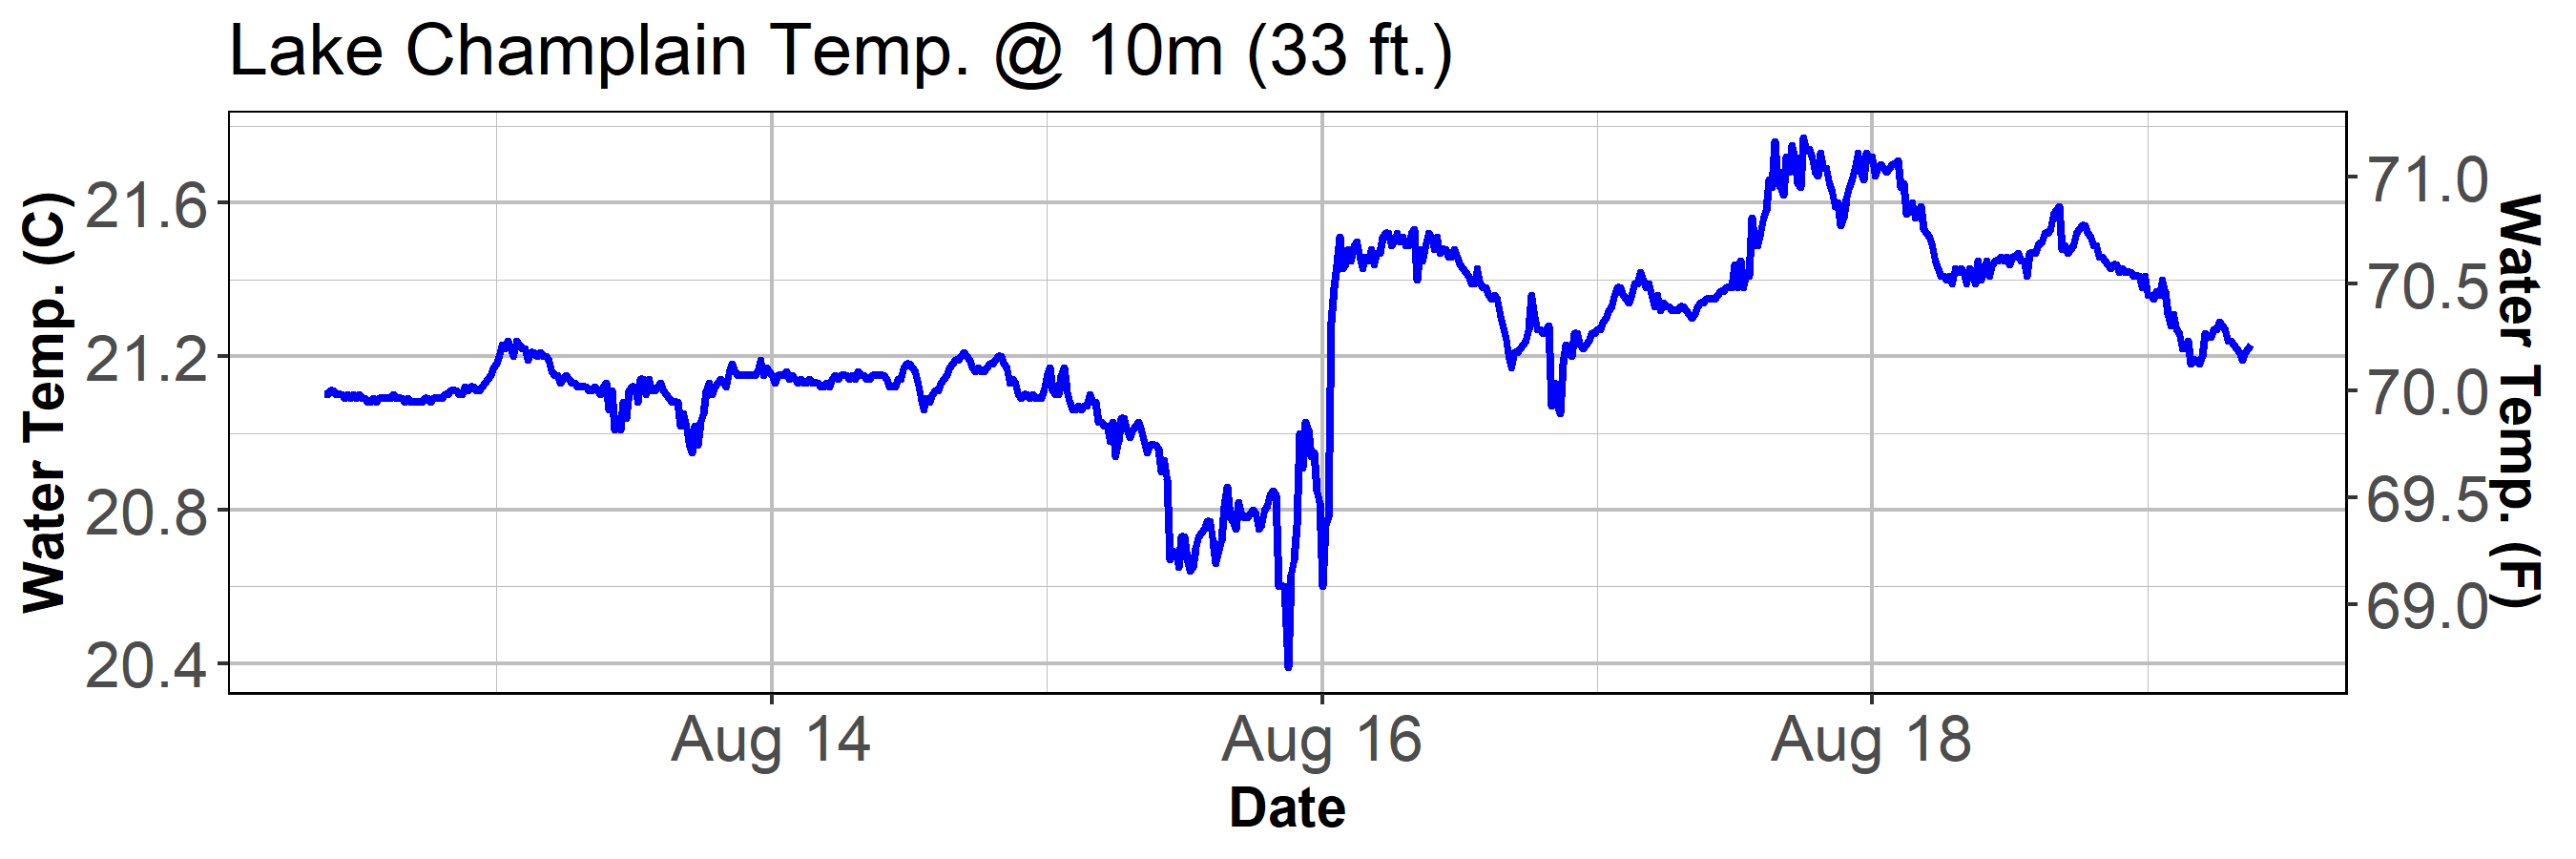 Lake Champlain Temp. @ 10m (33 ft.)
Water Temp. (C)
21.6
21.2
20.8
20.4
71.0
70.5
70.0
69.5
69.0
Water Temp. (F)
Aug 14 Aug 16 Aug 18
Date